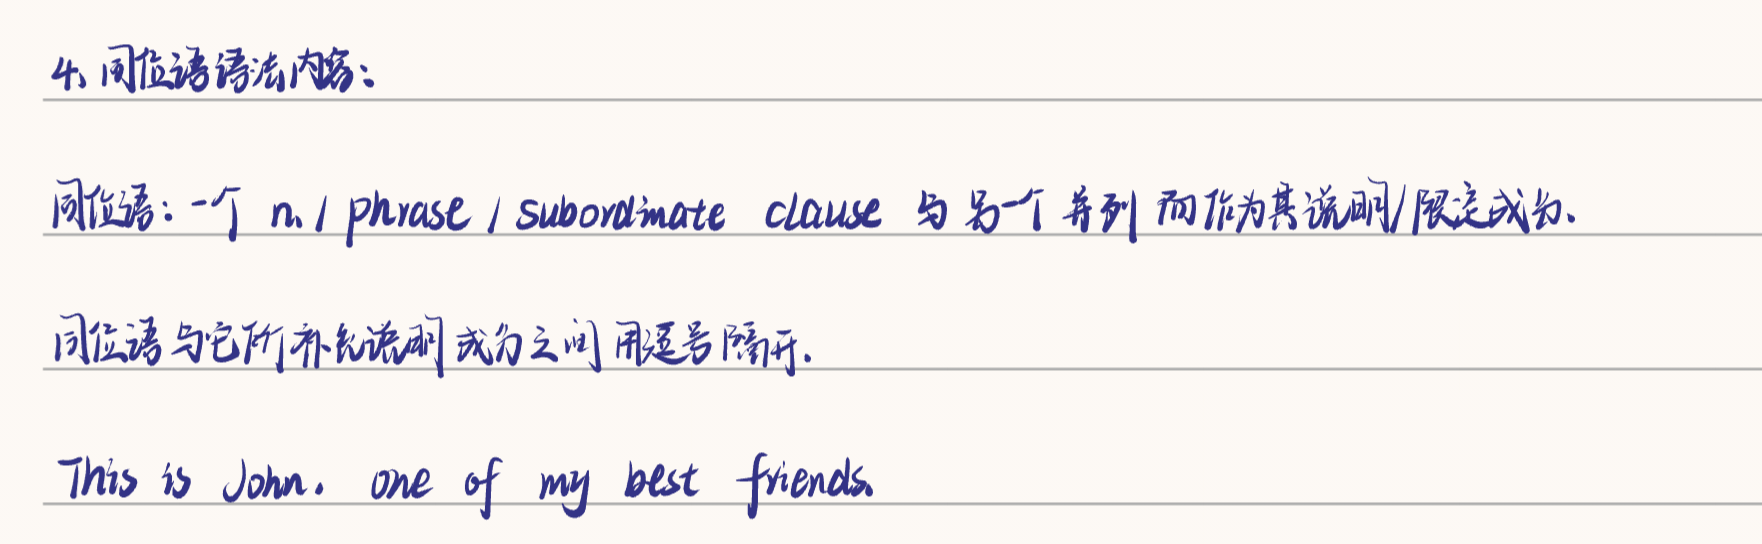 4、同位语语法内容：
同位语：一个 n. / phrase / subordinate clause 与另一个并列而作为其说明/限定成分.
同位语与它所补充说明成分之间用逗号隔开.
This is John, one of my best friends.